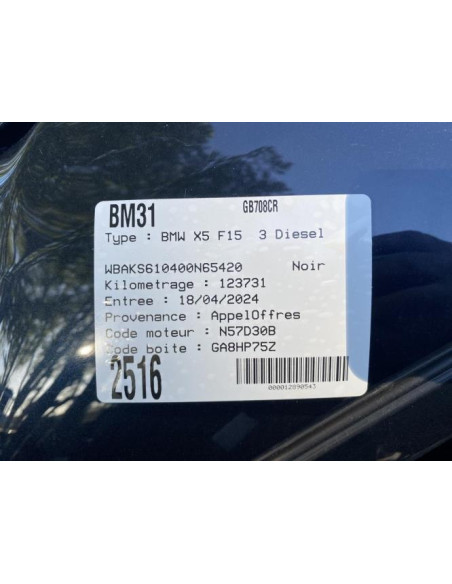 BM31 GB708CR
Type : BMW X5 F15 3 Diesel
WBAKS610400N65420 Noir
Kilometrage : 123731
Entree : 18/04/2024
Provenance : AppelOffres
Code moteur : N57D30B
Code boite : GA8HP75Z
2516
000012090543